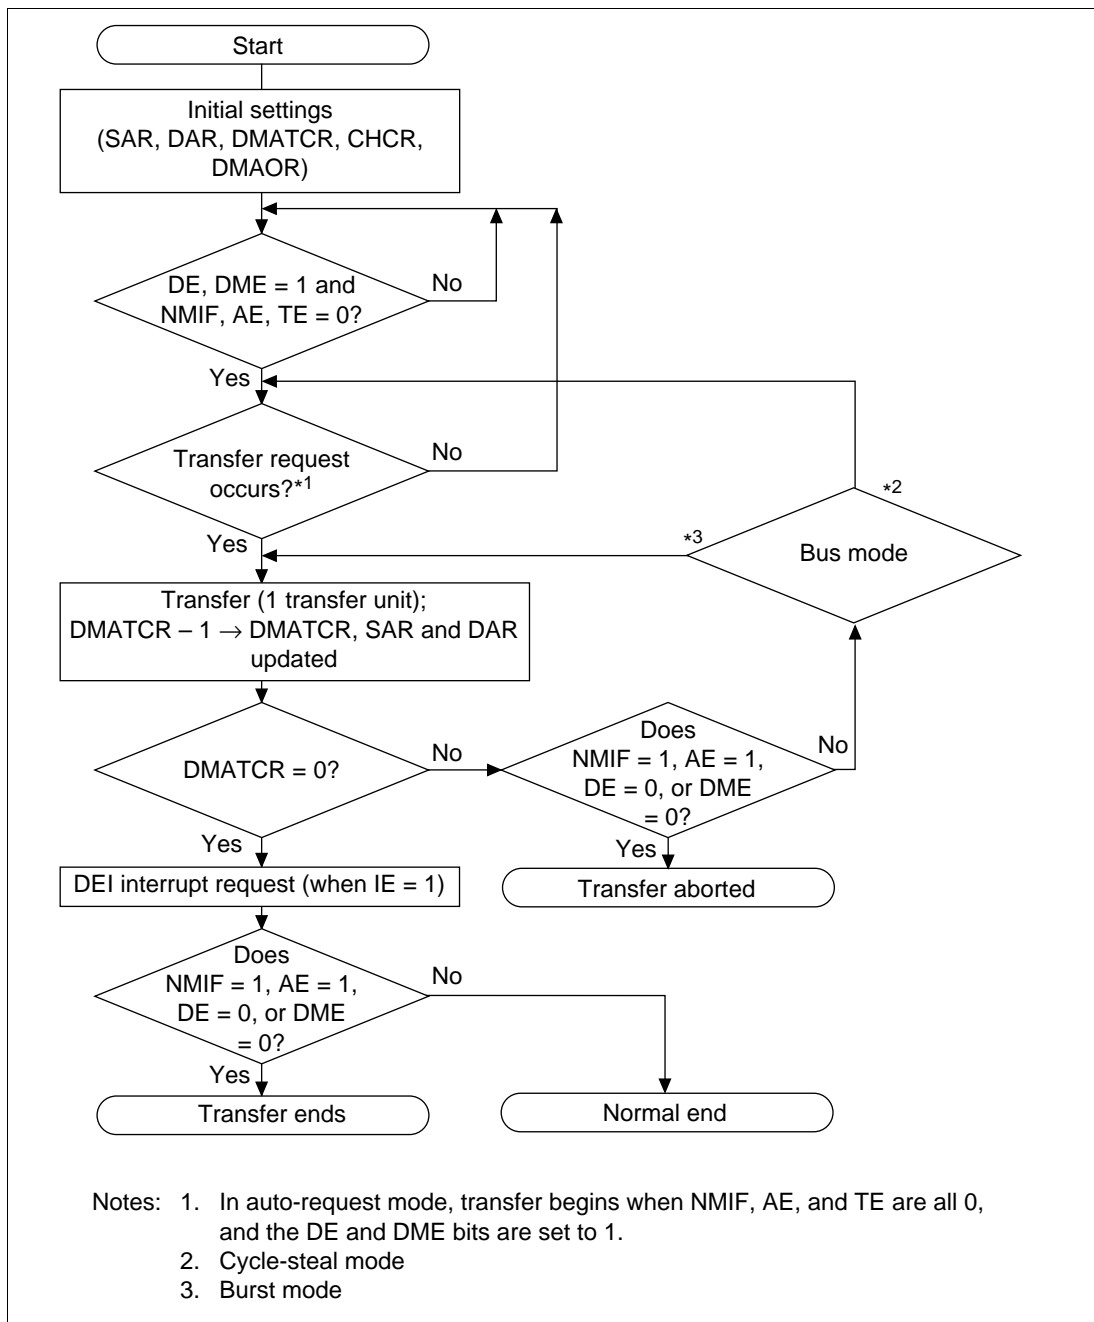 Start
Initial settings
(SAR, DAR, DMATCR, CHCR,
DMAOR)
DE, DME = 1 and
NMIF, AE, TE = 0?
No
Yes
Transfer request
occurs?*1
No
Yes
*2
*3
Bus mode
Transfer (1 transfer unit);
DMATCR – 1 → DMATCR, SAR and DAR
updated
DMATCR = 0?
No
Does
NMIF = 1, AE = 1,
DE = 0, or DME
= 0?
No
Yes
Yes
DEI interrupt request (when IE = 1)
Transfer aborted
Does
NMIF = 1, AE = 1,
DE = 0, or DME
= 0?
No
Yes
Transfer ends
Normal end
Notes: 1. In auto-request mode, transfer begins when NMIF, AE, and TE are all 0,
and the DE and DME bits are set to 1.
2. Cycle-steal mode
3. Burst mode